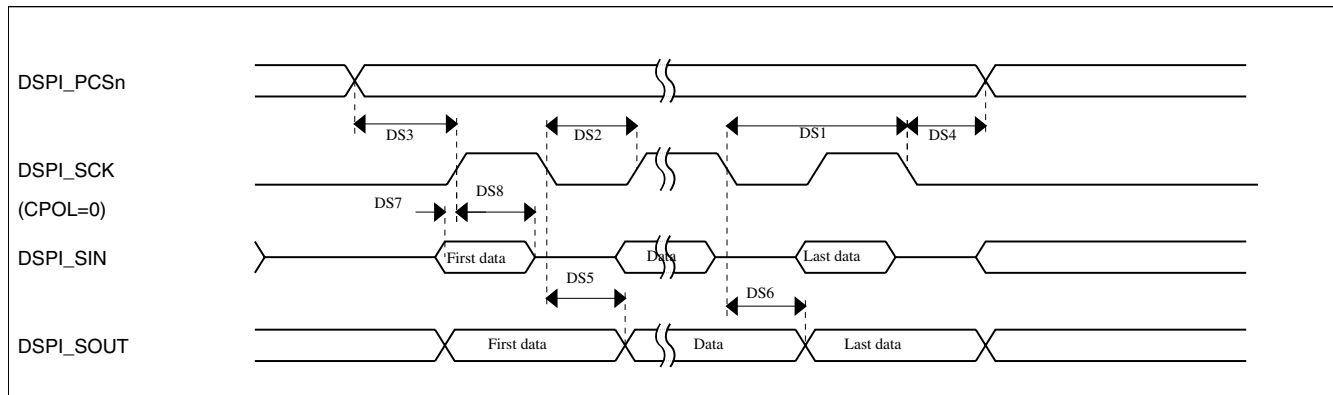 DSPI_PCSn
DS3
DS2
DS1
DS4
DSPI_SCK
(CPOL=0)
DS7
DS8
DSPI_SIN
First data
Data
Last data
DS5
DS6
DSPI_SOUT
First data
Data
Last data